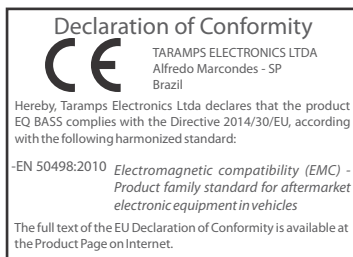 Declaration of Conformity
CE
TARAMPS ELECTRONICS LTDA
Alfredo Marcondes - SP
Brazil
Hereby, Taramps Electronics Ltda declares that the product
EQ BASS complies with the Directive 2014/30/EU, according
with the following harmonized standard:
-EN 50498:2010 Electromagnetic compatibility (EMC) -
Product family standard for aftermarket
electronic equipment in vehicles
The full text of the EU Declaration of Conformity is available at
the Product Page on Internet.